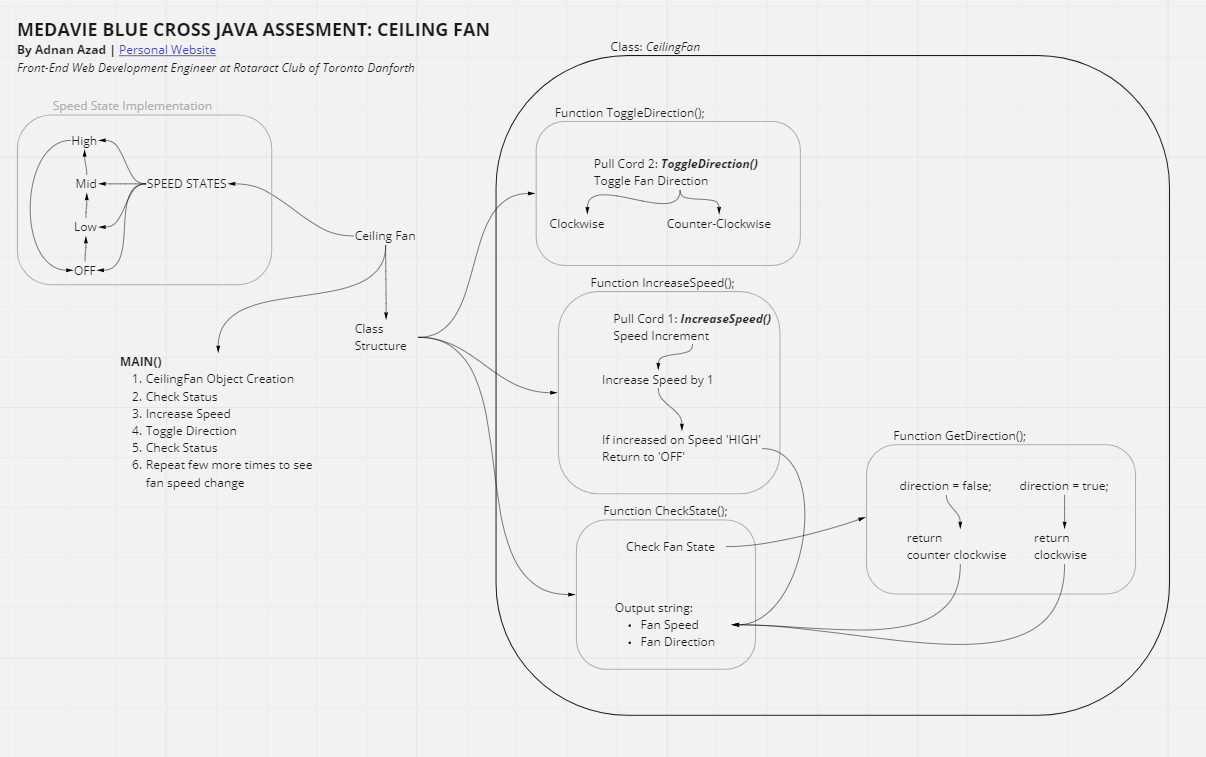 MEDAVIE BLUE CROSS JAVA ASSESMENT: CEILING FAN
By Adnan Azad | Personal Website
Front-End Web Development Engineer at Rotaract Club of Toronto Danforth
Speed State Implementation
High
Mid
SPEED STATES
Low
OFF
Ceiling Fan
Class
Structure
MAIN()
1. CeilingFan Object Creation
2. Check Status
3. Increase Speed
4. Toggle Direction
5. Check Status
6. Repeat few more times to see
fan speed change
Class: CeilingFan
Function ToggleDirection();
Pull Cord 2: ToggleDirection()
Toggle Fan Direction
Clockwise
Counter-Clockwise
Function IncreaseSpeed();
Pull Cord 1: IncreaseSpeed()
Speed Increment
Increase Speed by 1
If increased on Speed 'HIGH'
Return to 'OFF'
Function CheckState();
Check Fan State
Output string:
• Fan Speed
• Fan Direction
Function GetDirection();
direction = false;
direction = true;
return
counter clockwise
return
clockwise